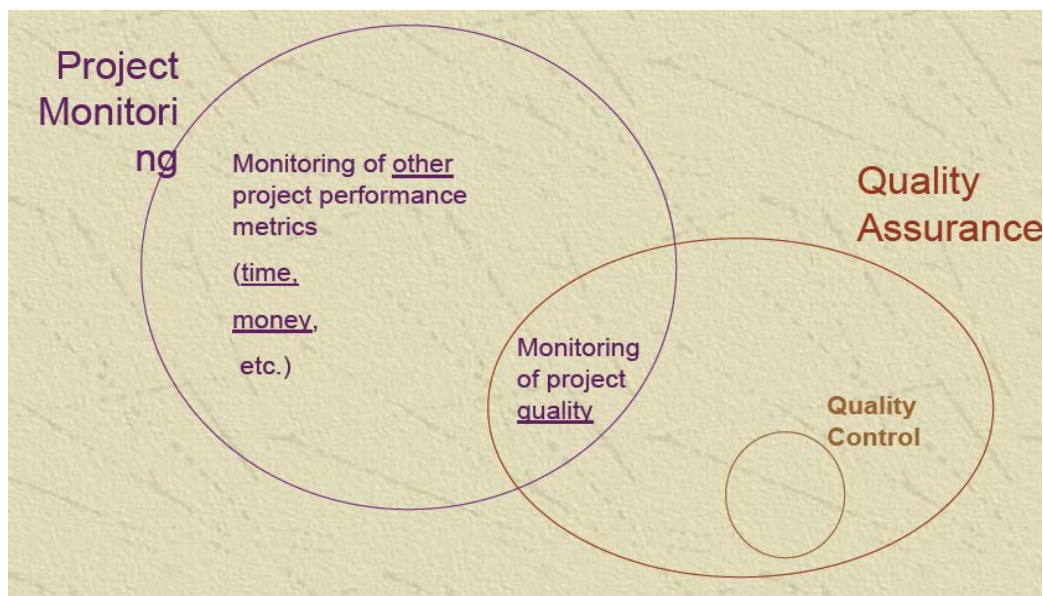 Project
Monitori
ng
Monitoring of other
project performance
metrics
(time,
money,
etc.)
Quality
Assurance
Monitoring
of project
quality
Quality
Control